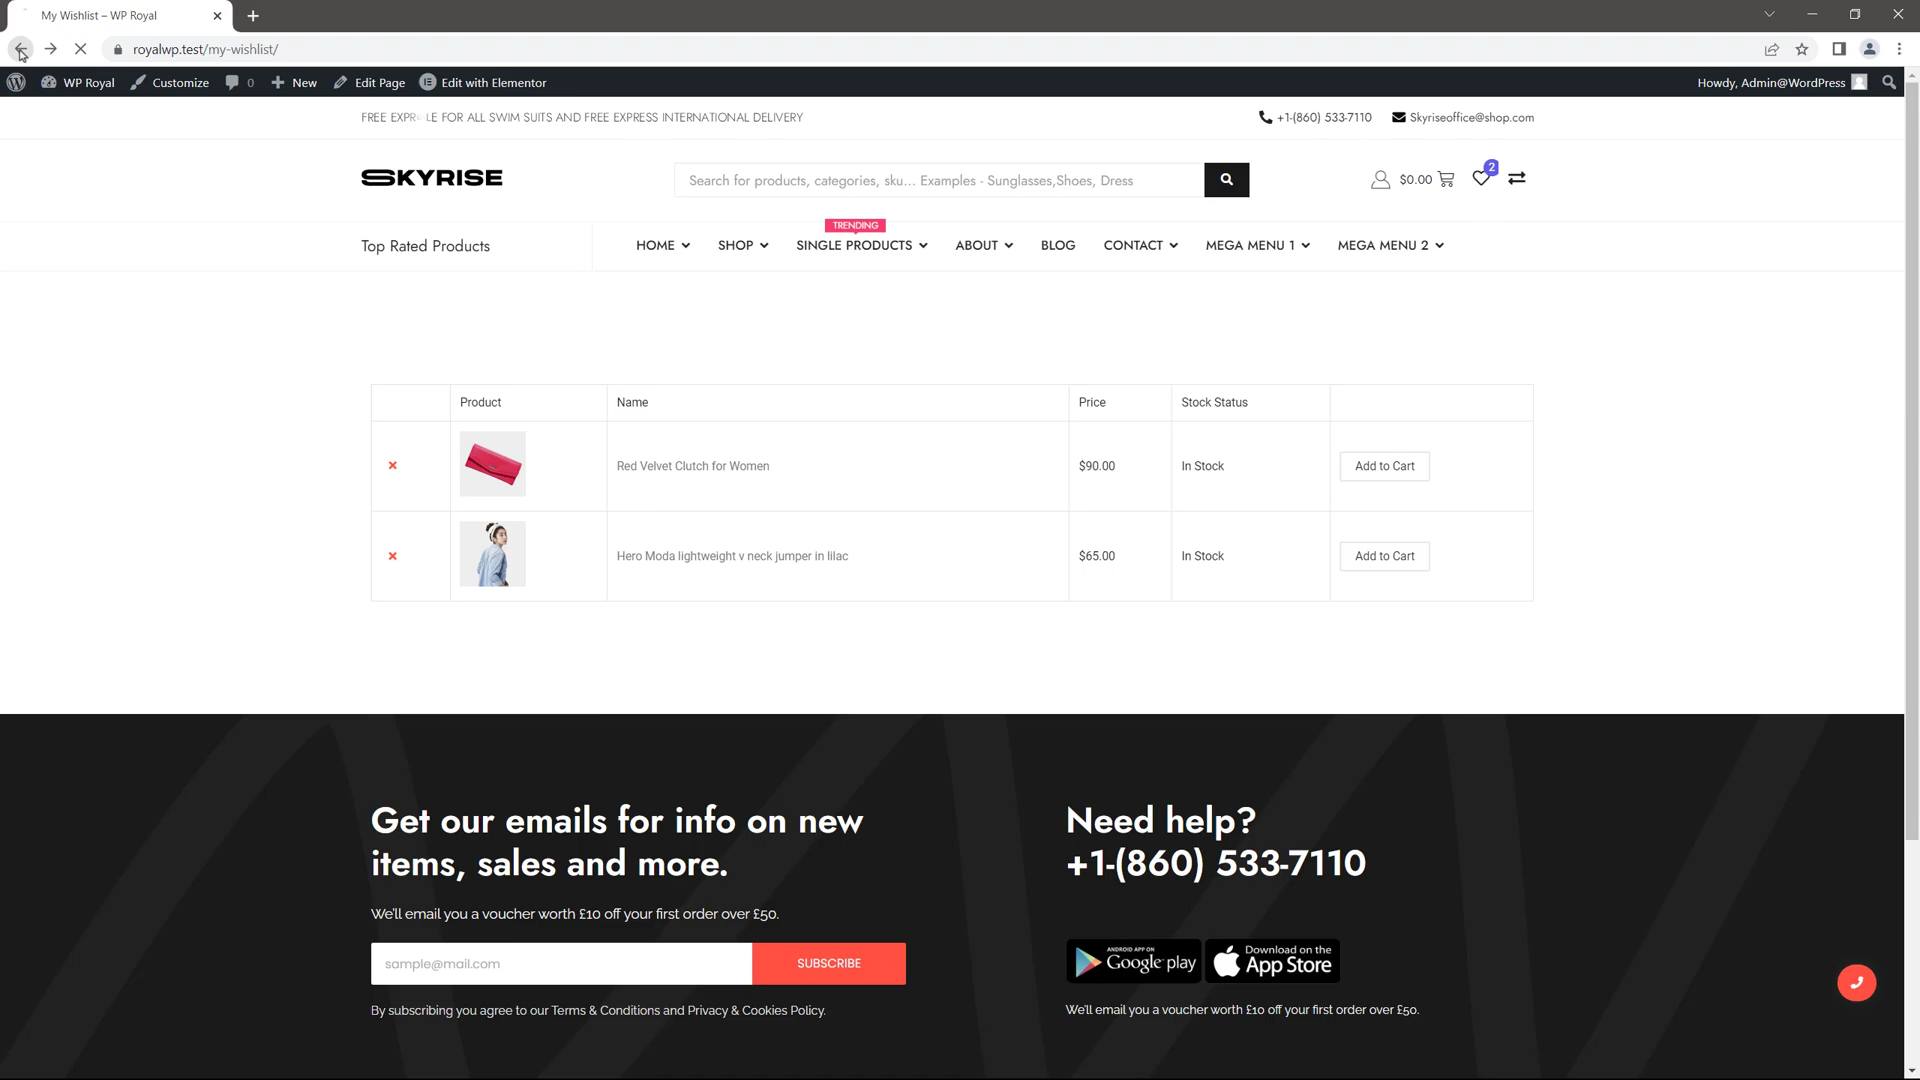 My Wishlist – WP Royal
royalwp.test/my-wishlist/
WP Royal Customize 0 New Edit Page Edit with Elementor Howdy, Admin@WordPress
FREE EXPR LE FOR ALL SWIM SUITS AND FREE EXPRESS INTERNATIONAL DELIVERY +1-(860) 533-7110 Skyriseoffice@shop.com
SKYRISE Search for products, categories, sku... Examples - Sunglasses,Shoes, Dress $0.00 2
TRENDING
Top Rated Products HOME SHOP SINGLE PRODUCTS ABOUT BLOG CONTACT MEGA MENU 1 MEGA MENU 2
Product Name Price Stock Status
Red Velvet Clutch for Women $90.00 In Stock Add to Cart
Hero Moda lightweight v neck jumper in lilac $65.00 In Stock Add to Cart
Get our emails for info on new
items, sales and more.
We'll email you a voucher worth £10 off your first order over £50.
sample@mail.com SUBSCRIBE
By subscribing you agree to our Terms & Conditions and Privacy & Cookies Policy.
Need help?
+1-(860) 533-7110
ANDROID APP ON
Google play
Download on the
App Store
We'll email you a voucher worth £10 off your first order over £50.